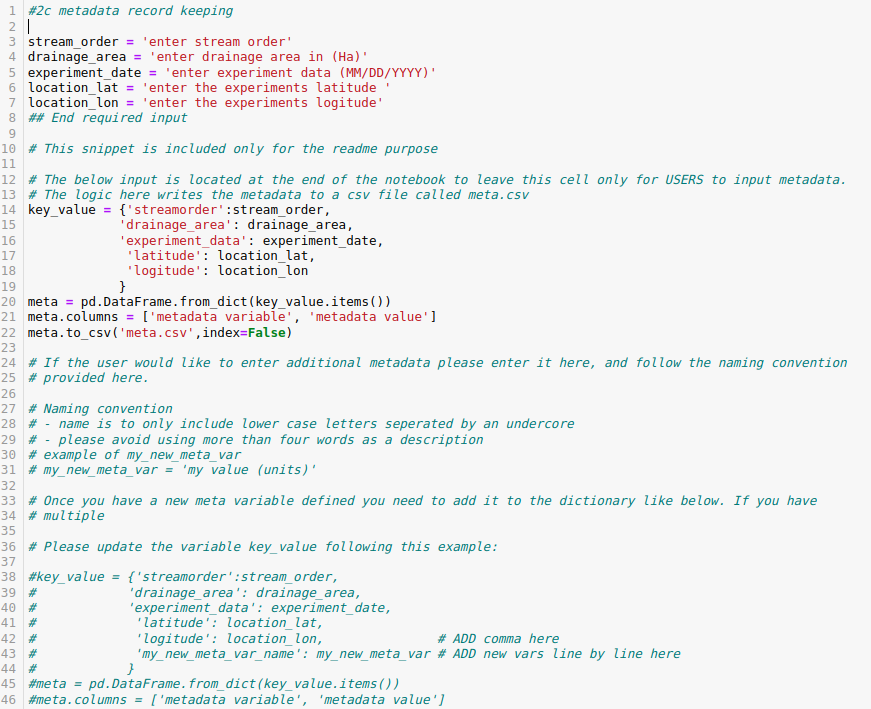 1 #2c metadata record keeping
2
3 stream_order = 'enter stream order'
4 drainage_area = 'enter drainage area in (Ha)'
5 experiment_date = 'enter experiment data (MM/DD/YYYY)'
6 location_lat = 'enter the experiments latitude '
7 location_lon = 'enter the experiments logitude'
8 ## End required input
9
10 # This snippet is included only for the readme purpose
11
12 # The below input is located at the end of the notebook to leave this cell only for USERS to input metadata.
13 # The logic here writes the metadata to a csv file called meta.csv
14 key_value = {'streamorder':stream_order,
15             'drainage_area': drainage_area,
16             'experiment_data': experiment_date,
17              'latitude': location_lat,
18              'logitude': location_lon
19             }
20 meta = pd.DataFrame.from_dict(key_value.items())
21 meta.columns = ['metadata variable', 'metadata value']
22 meta.to_csv('meta.csv',index=False)
23
24 # If the user would like to enter additional metadata please enter it here, and follow the naming convention
25 # provided here.
26
27 # Naming convention
28 # - name is to only include lower case letters seperated by an undercore
29 # - please avoid using more than four words as a description
30 # example of my_new_meta_var
31 # my_new_meta_var = 'my value (units)'
32
33 # Once you have a new meta variable defined you need to add it to the dictionary like below. If you have
34 # multiple
35
36 # Please update the variable key_value following this example:
37
38 #key_value = {'streamorder':stream_order,
39 #            'drainage_area': drainage_area,
40 #            'experiment_data': experiment_date,
41 #             'latitude': location_lat,
42 #             'logitude': location_lon,               # ADD comma here
43 #             'my_new_meta_var_name': my_new_meta_var # ADD new vars line by line here
44 #            }
45 #meta = pd.DataFrame.from_dict(key_value.items())
46 #meta.columns = ['metadata variable', 'metadata value']